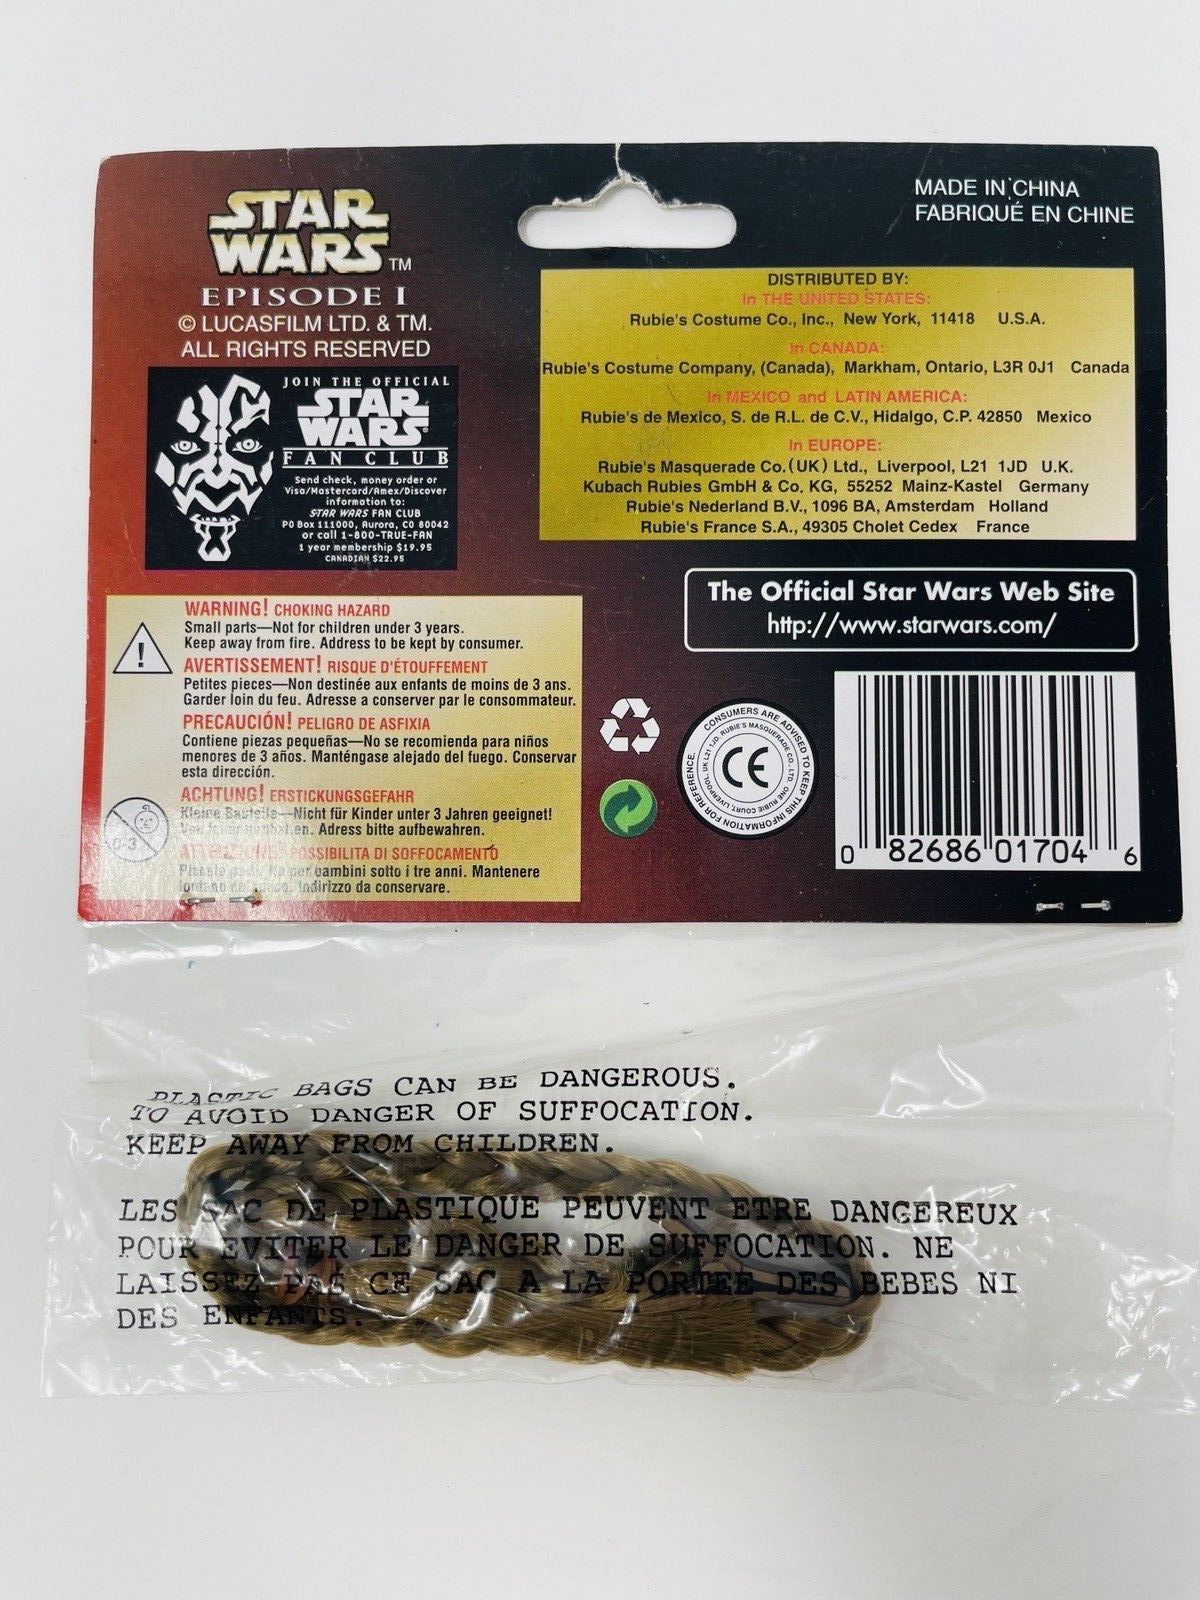 STAR
WARS TM
EPISODE I
© LUCASFILM LTD. & TM.
ALL RIGHTS RESERVED
JOIN THE OFFICIAL
STAR
WARS
FAN CLUB
Send check, money order or
Visa/Mastercard/Amex/Discover
information to:
STAR WARS FAN CLUB
PO Box 111000, Aurora, CO 80042
or call 1-800-TRUE-FAN
1 year membership $19.95
CANADIAN $22.95
MADE IN CHINA
FABRIQUÉ EN CHINE
DISTRIBUTED BY:
In THE UNITED STATES:
Rubie's Costume Co., Inc., New York, 11418 U.S.A.
In CANADA:
Rubie's Costume Company, (Canada), Markham, Ontario, L3R 0J1 Canada
In MEXICO and LATIN AMERICA:
Rubie's de Mexico, S. de R.L. de C.V., Hidalgo, C.P. 42850 Mexico
In EUROPE:
Rubie's Masquerade Co. (UK) Ltd., Liverpool, L21 1JD U.K.
Kubach Rubies GmbH & Co. KG, 55252 Mainz-Kastel Germany
Rubie's Nederland B.V., 1096 BA, Amsterdam Holland
Rubie's France S.A., 49305 Cholet Cedex France
The Official Star Wars Web Site
http://www.starwars.com/
WARNING! CHOKING HAZARD
Small parts—Not for children under 3 years.
Keep away from fire. Address to be kept by consumer.
AVERTISSEMENT! RISQUE D'ÉTOUFFEMENT
Petites pieces—Non destinée aux enfants de moins de 3 ans.
Garder loin du feu. Adresse a conserver par le consommateur.
PRECAUCIÓN! PELIGRO DE ASFIXIA
Contiene piezas pequeñas—No se recomienda para niños
menores de 3 años. Manténgase alejado del fuego. Conservar
esta dirección.
ACHTUNG! ERSTICKUNGSGEFAHR
Kleine Bauteile—Nicht für Kinder unter 3 Jahren geeignet!
Adress bitte aufbewahren.
0-3
POSSIBILITA DI SOFFOCAMENTO
per bambini sotto i tre anni. Mantenere
Indirizzo da conservare.
CONSUMERS ARE ADVISED TO KEEP THIS INFORMATION FOR REFERENCE.
RUBIE'S MASQUERADE CO., LTD. ONE RUBIE COURT, LIVERPOOL, UK L21 1JD.
CE
0 82686 01704 6
PLASTIC BAGS CAN BE DANGEROUS.
TO AVOID DANGER OF SUFFOCATION.
KEEP AWAY FROM CHILDREN.
LES SAC DE PLASTIQUE PEUVENT ETRE DANGEREUX
POUR EVITER LE DANGER DE SUFFOCATION. NE
LAISSEZ PAS CE SAC A LA PORTEE DES BEBES NI
DES ENFANTS.